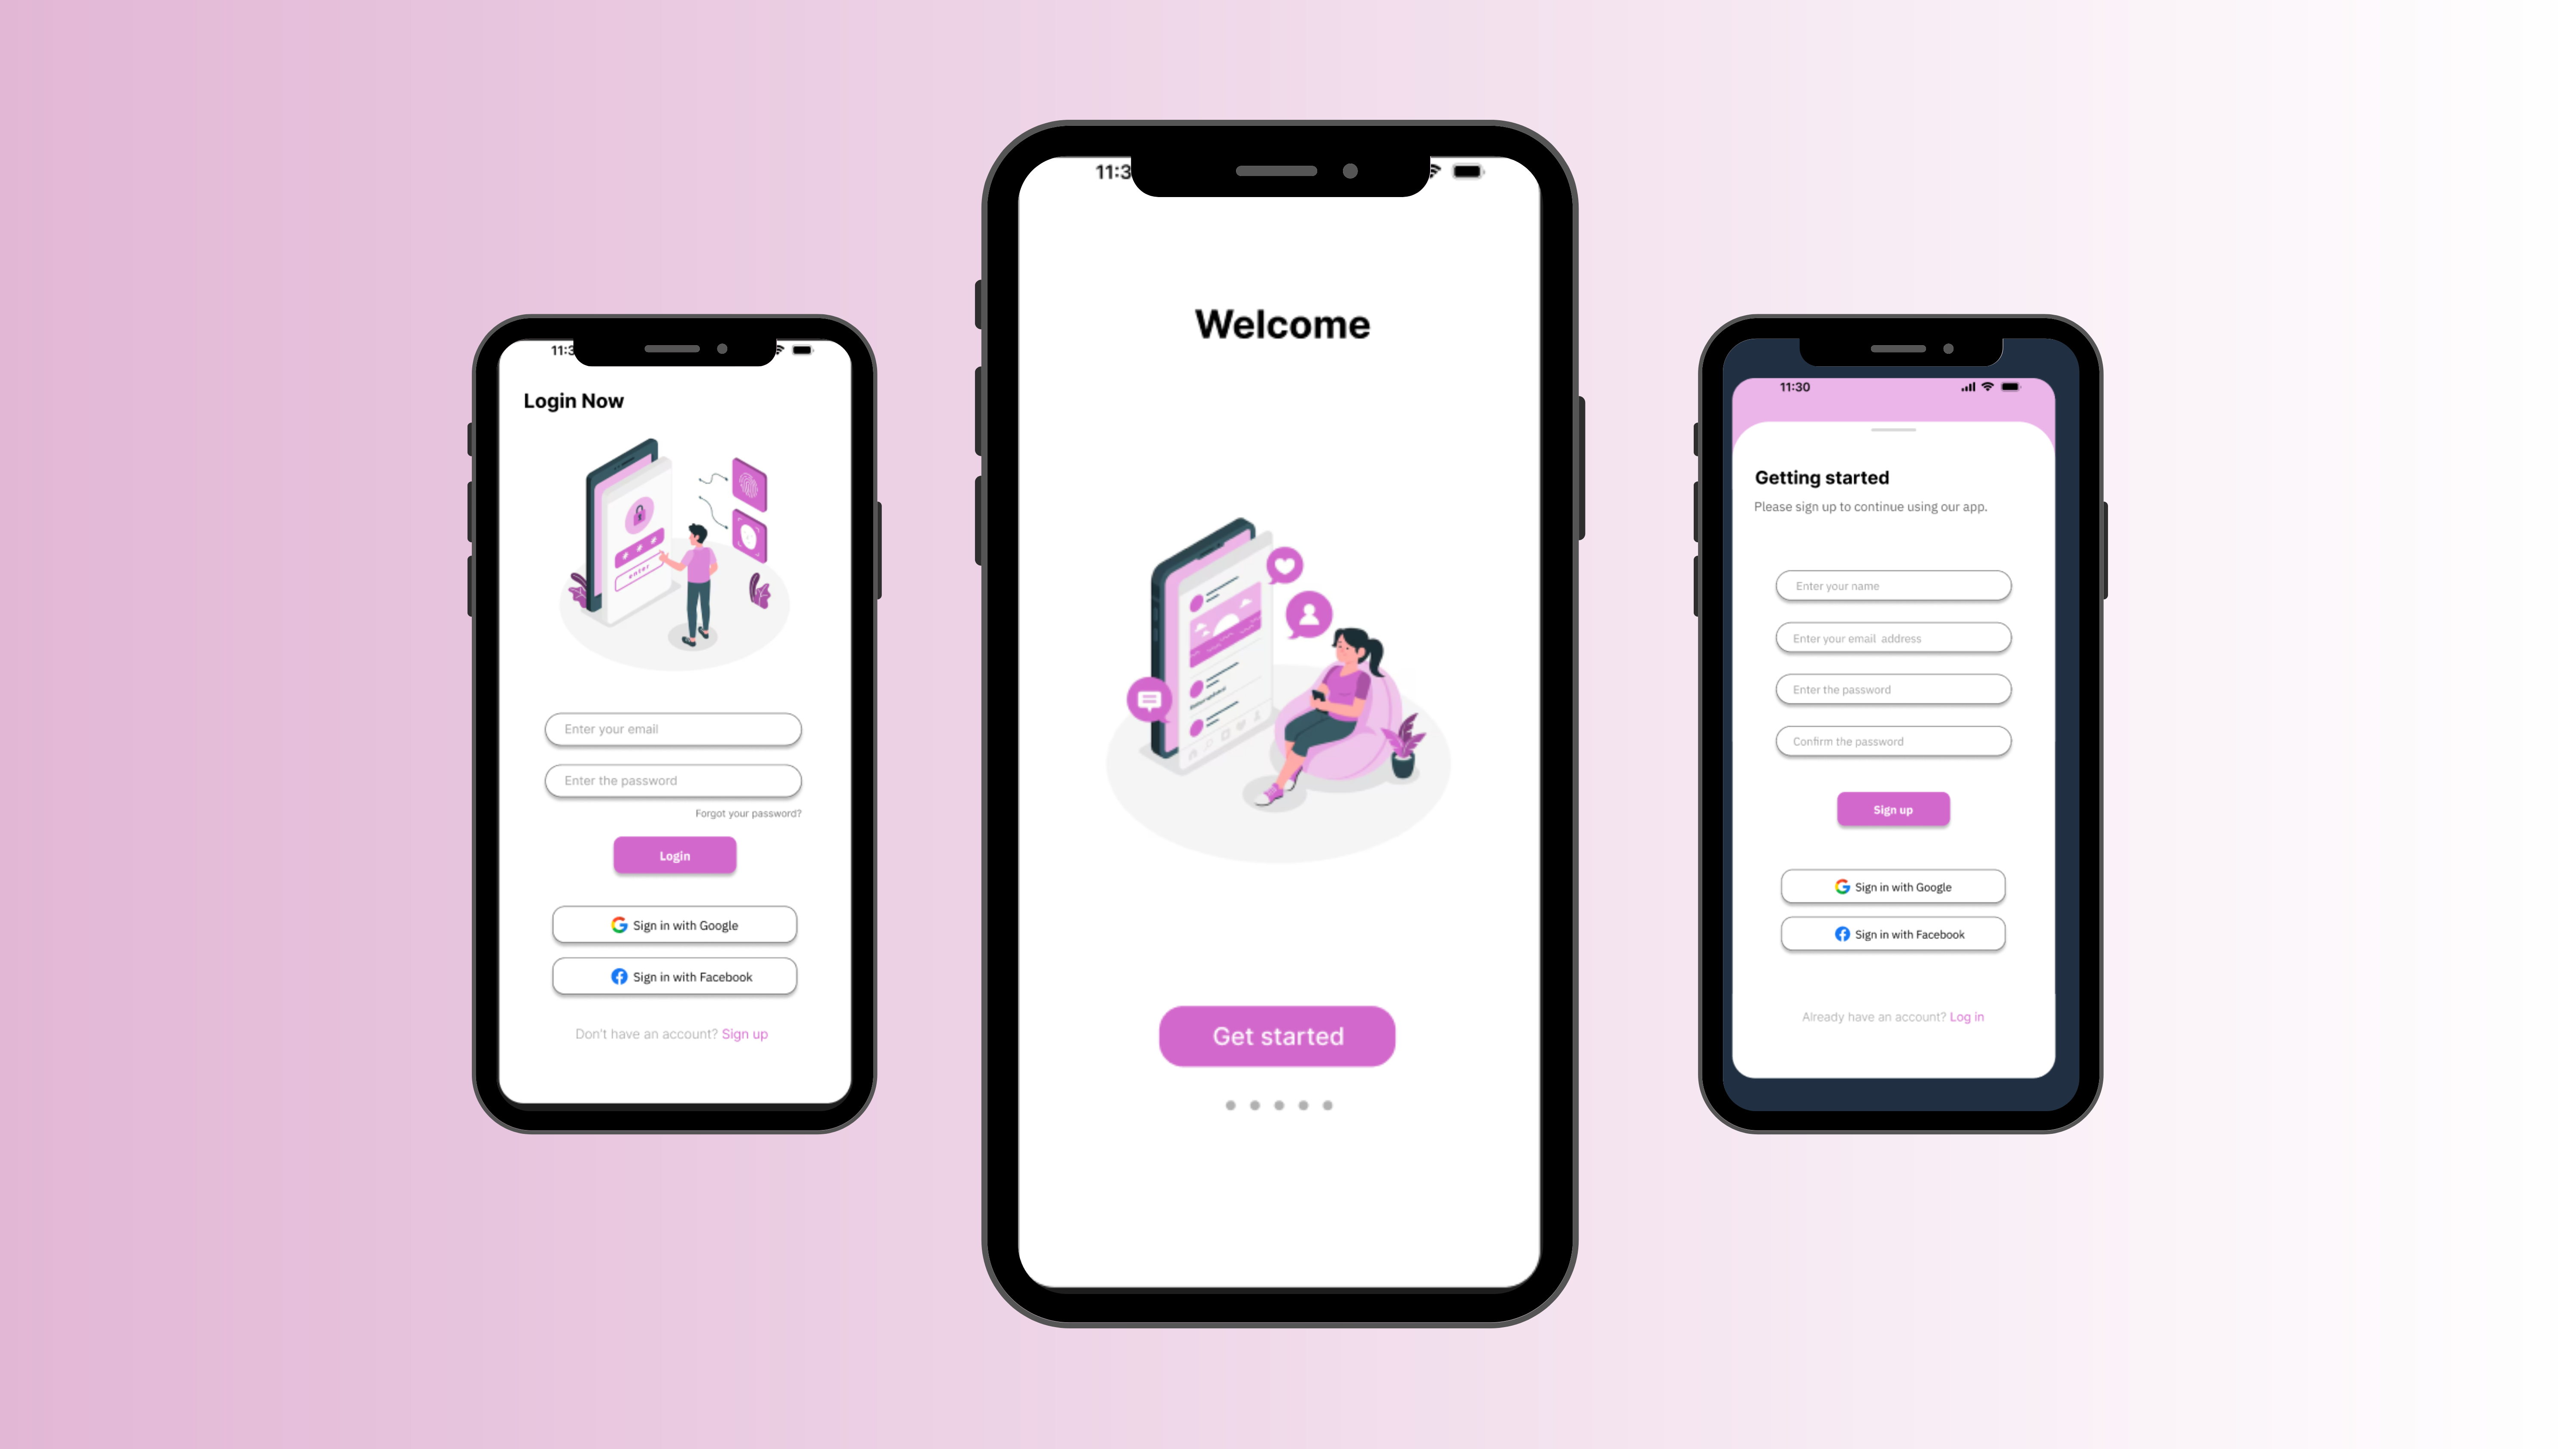 11:3
Login Now
enter
Enter your email
Enter the password
Forgot your password?
Login
Sign in with Google
Sign in with Facebook
Don't have an account? Sign up
11:3
Welcome
Get started
11:30
Getting started
Please sign up to continue using our app.
Enter your name
Enter your email address
Enter the password
Confirm the password
Sign up
Sign in with Google
Sign in with Facebook
Already have an account? Log in